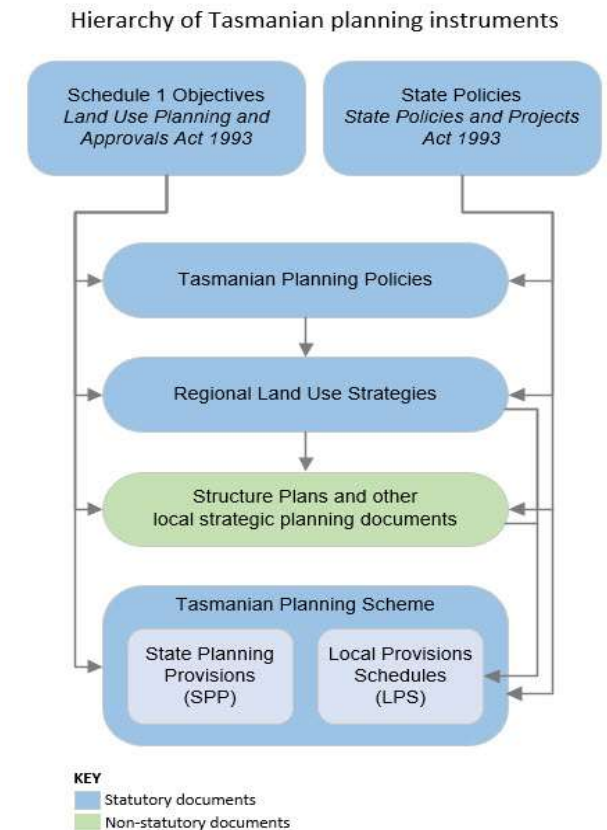 Hierarchy of Tasmanian planning instruments
Schedule 1 Objectives
Land Use Planning and
Approvals Act 1993
State Policies
State Policies and Projects
Act 1993
Tasmanian Planning Policies
Regional Land Use Strategies
Structure Plans and other
local strategic planning documents
Tasmanian Planning Scheme
State Planning
Provisions
(SPP)
Local Provisions
Schedules
(LPS)
KEY
Statutory documents
Non-statutory documents